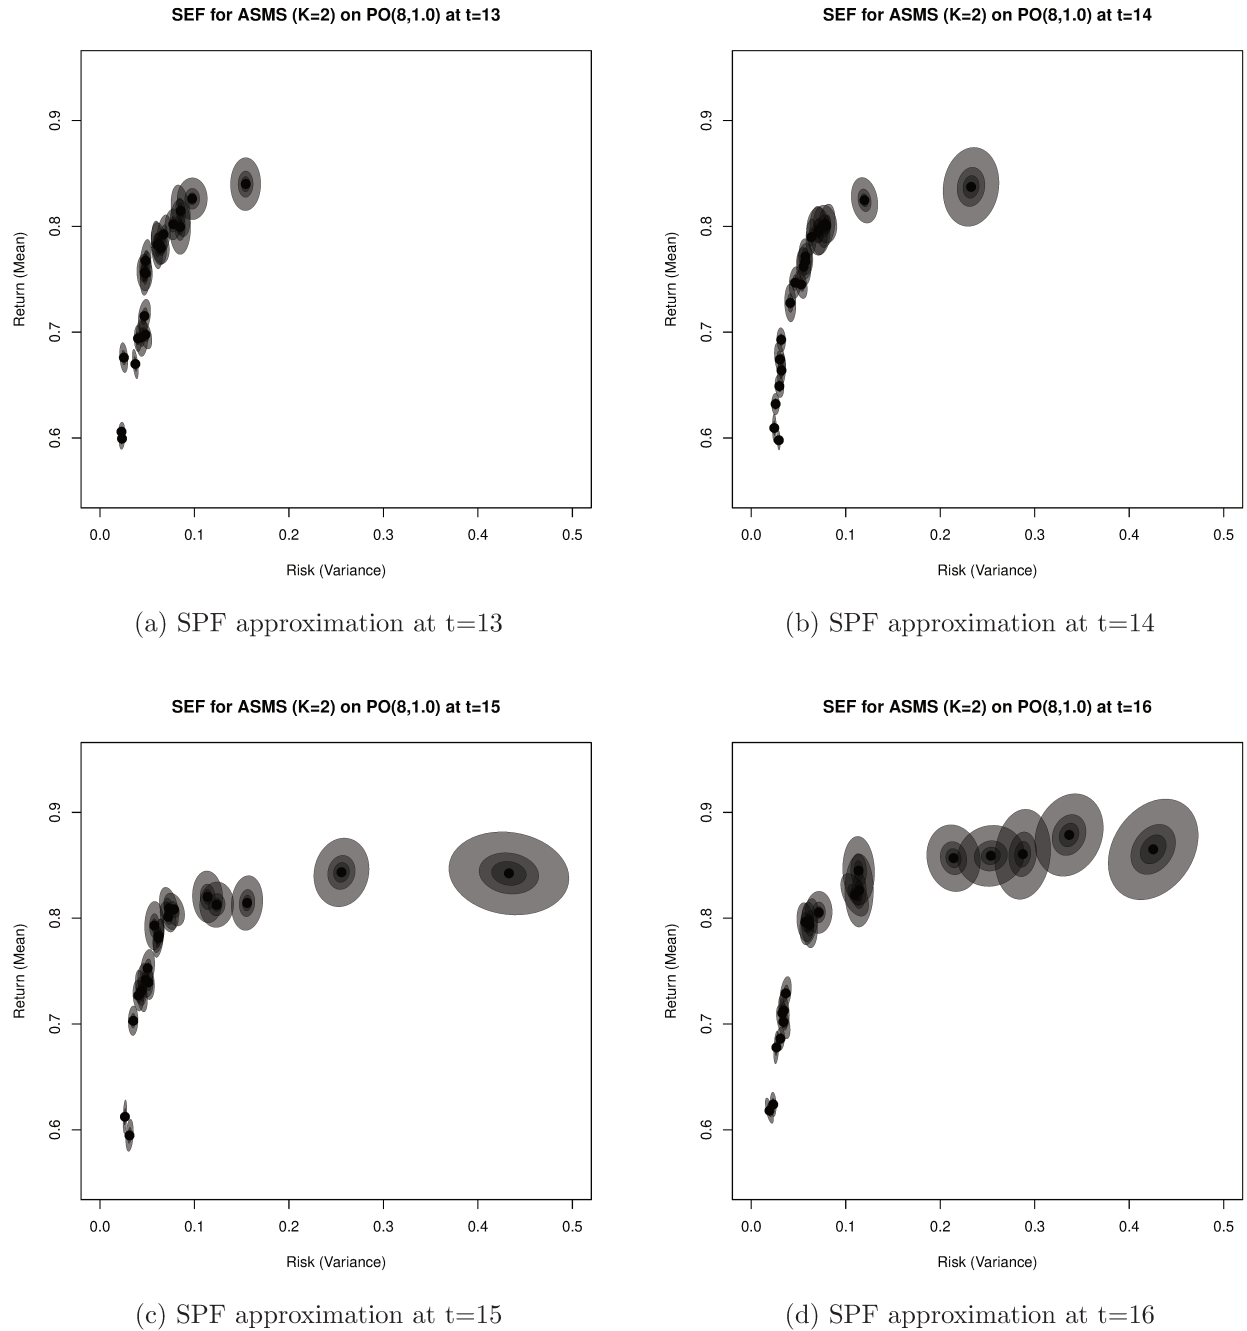 SEF for ASMS (K=2) on PO(8,1.0) at t=13
Return (Mean)
0.9
0.8
0.7
0.6
0.0 0.1 0.2 0.3 0.4 0.5
Risk (Variance)
(a) SPF approximation at t=13
SEF for ASMS (K=2) on PO(8,1.0) at t=14
Return (Mean)
0.9
0.8
0.7
0.6
0.0 0.1 0.2 0.3 0.4 0.5
Risk (Variance)
(b) SPF approximation at t=14
SEF for ASMS (K=2) on PO(8,1.0) at t=15
Return (Mean)
0.9
0.8
0.7
0.6
0.0 0.1 0.2 0.3 0.4 0.5
Risk (Variance)
(c) SPF approximation at t=15
SEF for ASMS (K=2) on PO(8,1.0) at t=16
Return (Mean)
0.9
0.8
0.7
0.6
0.0 0.1 0.2 0.3 0.4 0.5
Risk (Variance)
(d) SPF approximation at t=16